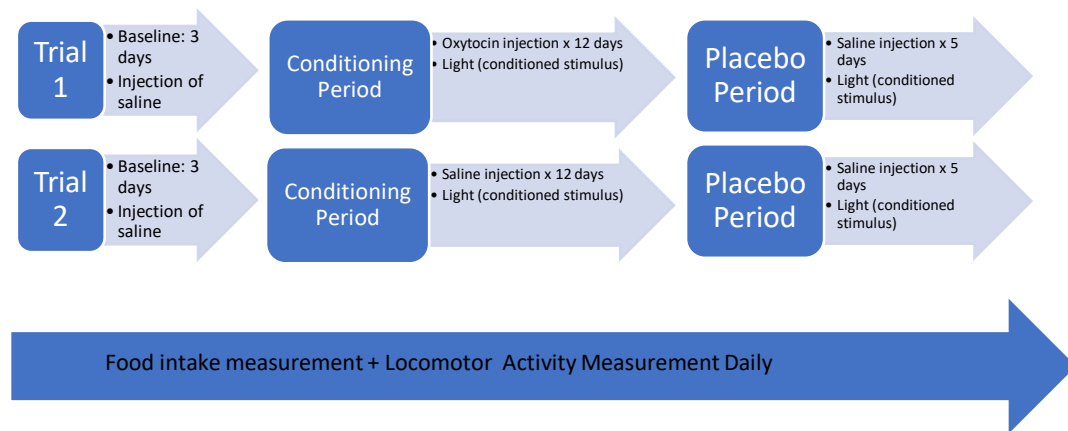 Trial
1
• Baseline: 3
days
• Injection of
saline
Conditioning
Period
• Oxytocin injection x 12 days
• Light (conditioned stimulus)
Placebo
Period
• Saline injection x 5
days
• Light (conditioned
stimulus)
Trial
2
• Baseline: 3
days
• Injection of
saline
Conditioning
Period
• Saline injection x 12 days
• Light (conditioned stimulus)
Placebo
Period
• Saline injection x 5
days
• Light (conditioned
stimulus)
Food intake measurement + Locomotor Activity Measurement Daily